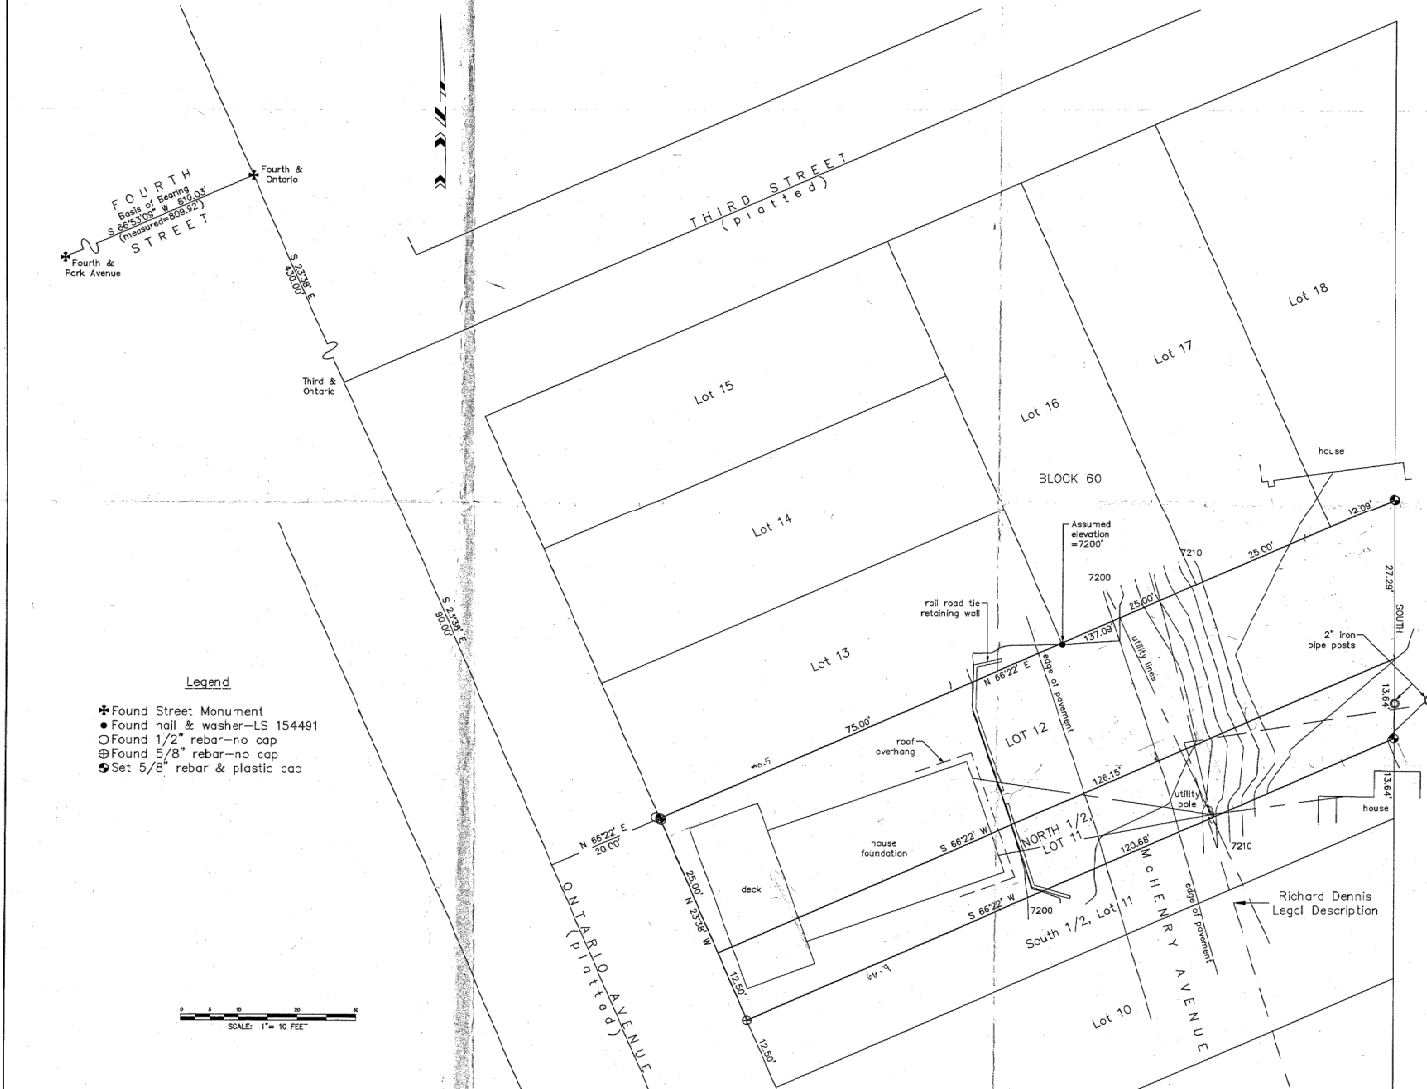 Fourth &
Ontario
FOURTH
Basis of Bearing
S 66°53'09" W 810.03'
(measured=809.92')
STREET
Fourth &
Park Avenue
S 23°38' E
430.00'
Third &
Ontario
THIRD STREET
(platted)
Lot 18
Lot 17
Lot 16
Lot 15
BLOCK 60
Lot 14
Lot 13
house
12.09'
25.00'
Assumed
elevation
=7200'
7210
7200
25.00'
137.09'
27.29'
SOUTH
rail road tie
retaining wall
S 23°38' E
90.00'
utility lines
2" iron
pipe posts
13.64'
N 66°22' E
edge of pavement
75.00'
LOT 12
roof
overhang
Legend
Found Street Monument
Found nail & washer-LS 154491
Found 1/2" rebar-no cap
Found 5/8" rebar-no cap
Set 5/8" rebar & plastic cap
126.15'
utility
pole
13.64'
house
N 66°22' E
20.00'
house
foundation
S 66°22' W
NORTH 1/2,
LOT 11
120.68'
7210
deck
25.00'
N 23°38' W
S 66°22' W
7200
South 1/2, Lot 11
Richard Dennis
Legal Description
edge of pavement
McHENRY AVENUE
ONTARIO AVENUE
(platted)
12.50'
12.50'
Lot 10
SCALE: 1"= 10 FEET